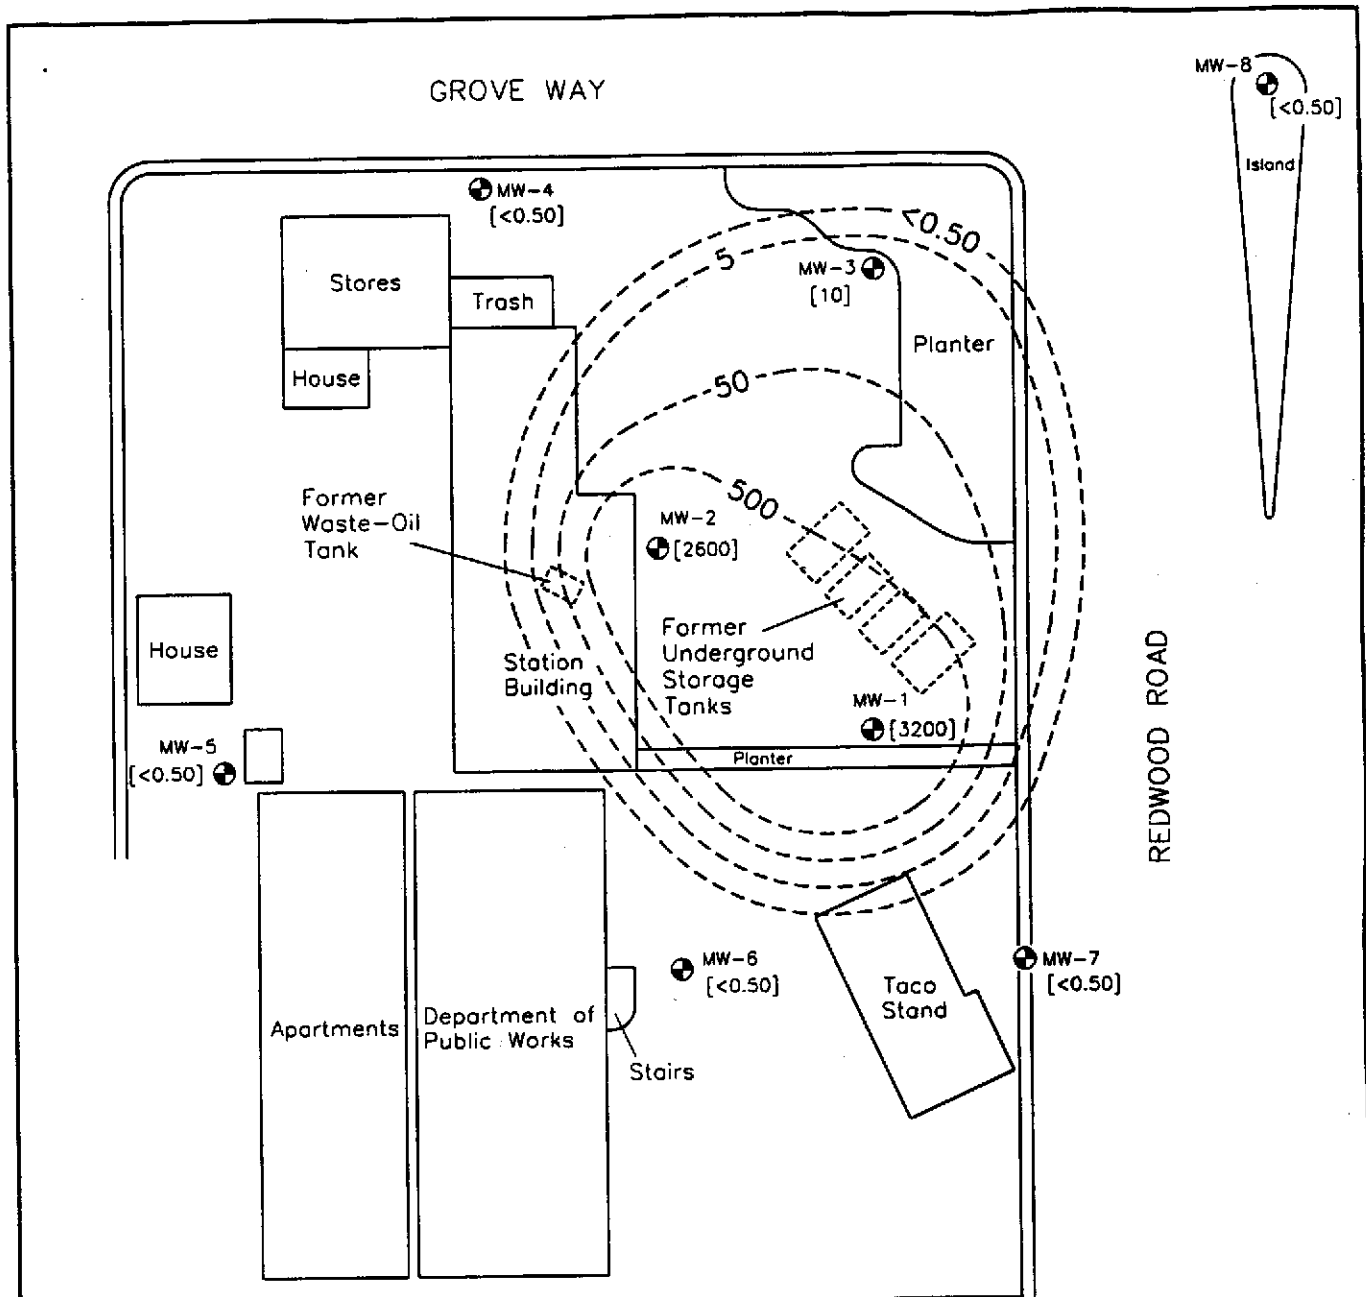 GROVE WAY
MW-8
[<0.50]
Island
MW-4
[<0.50]
<0.50
5
MW-3
[10]
Stores
Trash
Planter
House
50
500
Former
Waste-Oil
Tank
MW-2
[2600]
Former
Underground
Storage
Tanks
House
Station
Building
MW-1
[3200]
MW-5
[<0.50]
Planter
REDWOOD ROAD
MW-6
[<0.50]
MW-7
[<0.50]
Taco
Stand
Apartments
Department of
Public Works
Stairs